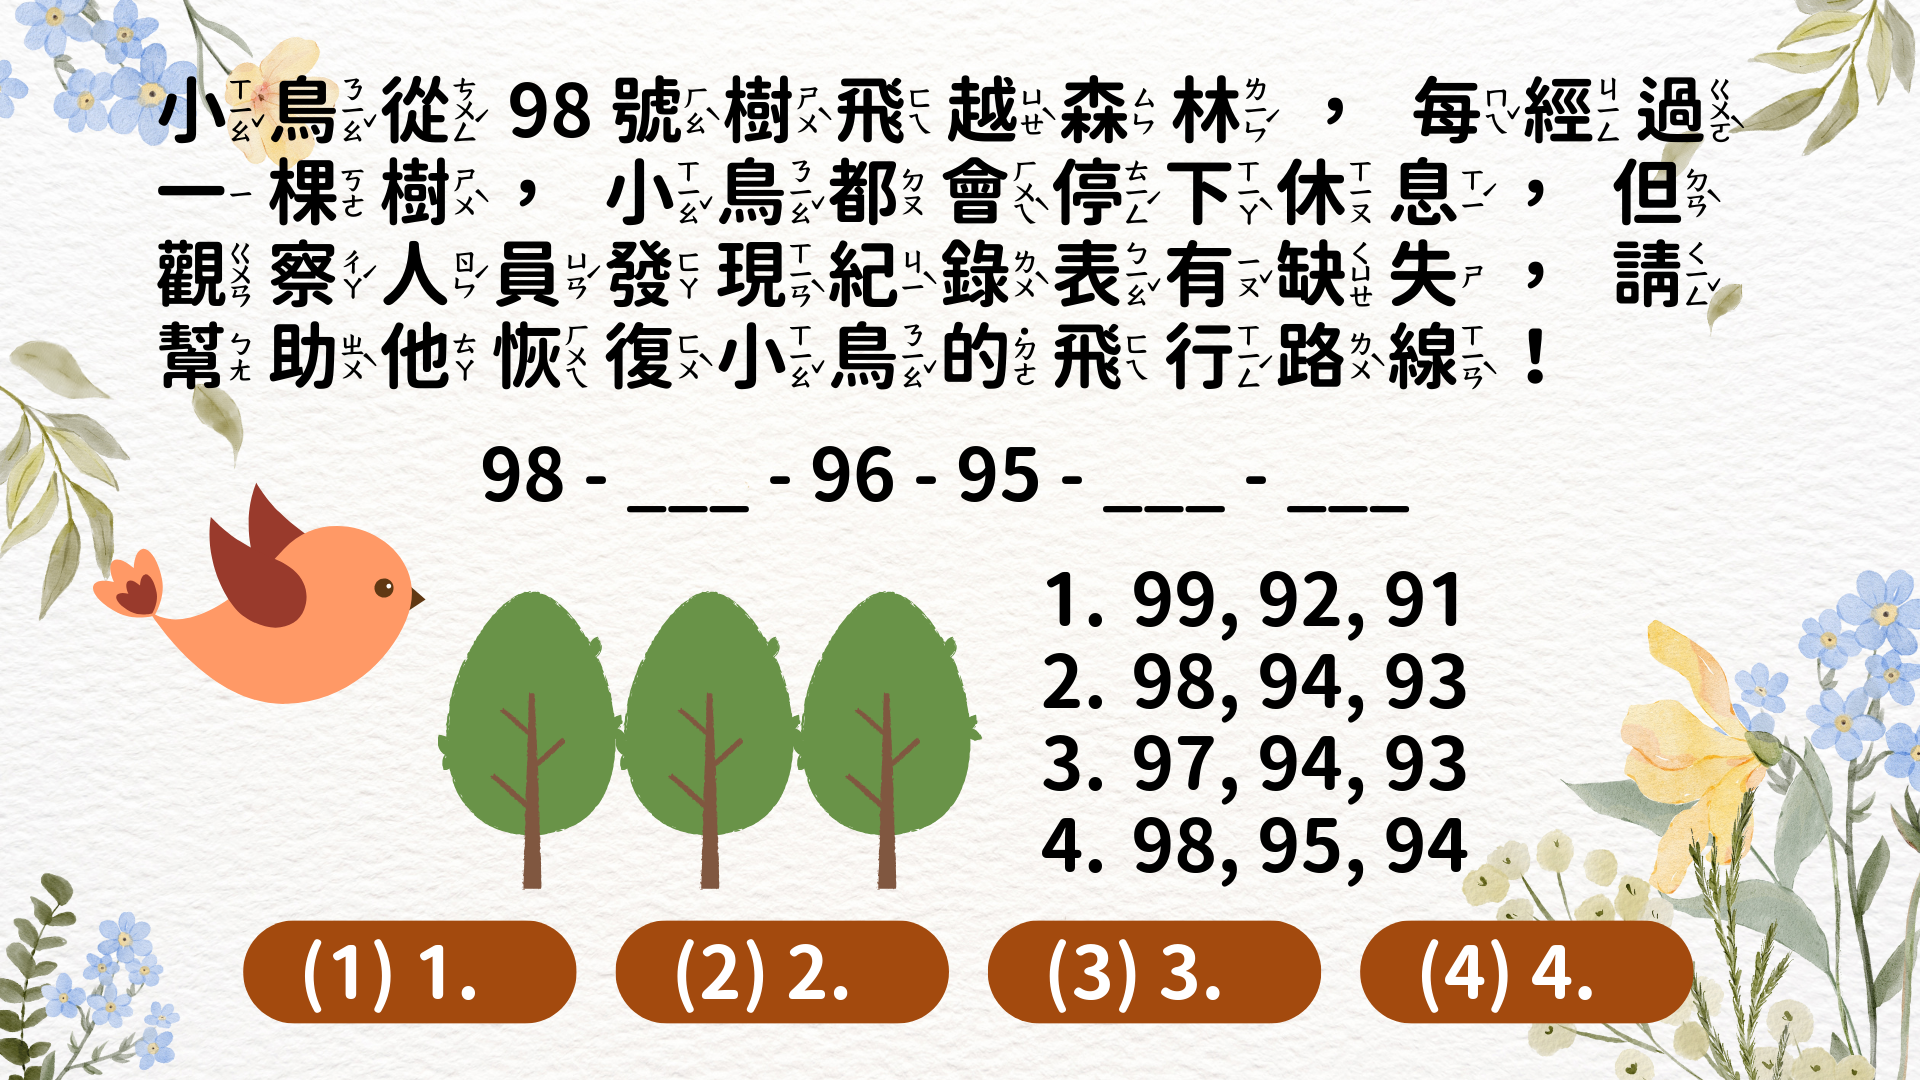 小鳥從 98 號樹飛越森林， 每經過
一棵樹， 小鳥都會停下休息， 但
觀察人員發現紀錄表有缺失， 請
幫助他恢復小鳥的飛行路線！
98 - ___ - 96 - 95 - ___ - ___
1. 99, 92, 91
2. 98, 94, 93
3. 97, 94, 93
4. 98, 95, 94
(1) 1.
(2) 2.
(3) 3.
(4) 4.